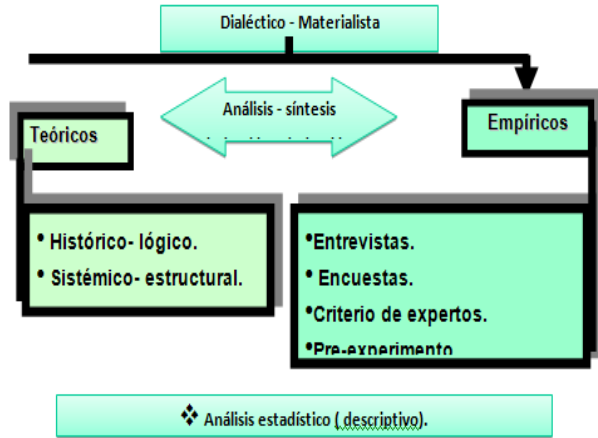 Dialéctico - Materialista
Análisis - síntesis
Teóricos
Empíricos
• Histórico- lógico.
• Sistémico- estructural.
•Entrevistas.
• Encuestas.
•Criterio de expertos.
•Pre-experimento
❖ Análisis estadístico ( descriptivo).